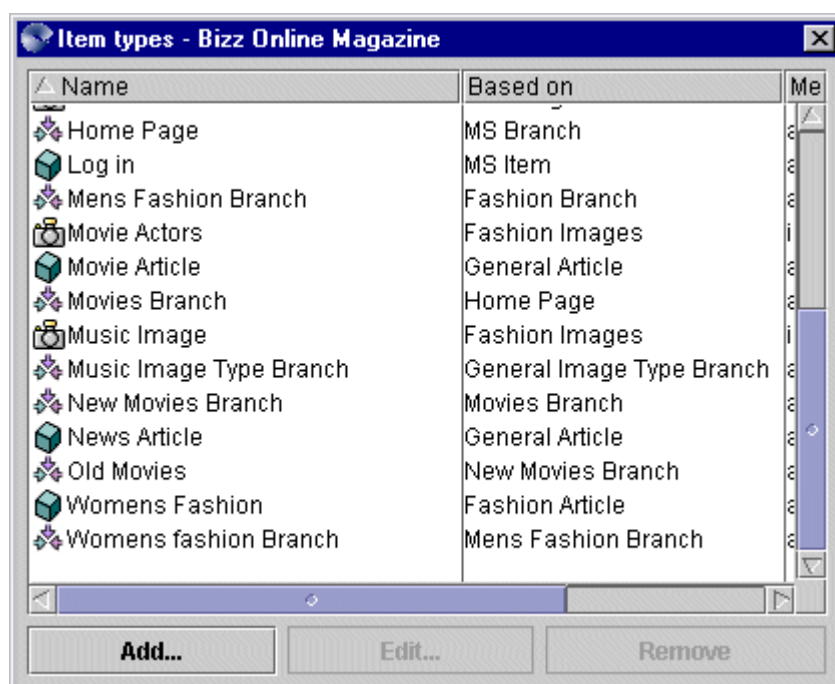 Item types - Bizz Online Magazine
Name Based on Me
Home Page MS Branch a
Log in MS Item a
Mens Fashion Branch Fashion Branch a
Movie Actors Fashion Images i
Movie Article General Article a
Movies Branch Home Page a
Music Image Fashion Images i
Music Image Type Branch General Image Type Branch a
New Movies Branch Movies Branch a
News Article General Article a
Old Movies New Movies Branch a
Womens Fashion Fashion Article a
Womens fashion Branch Mens Fashion Branch a
Add... Edit... Remove